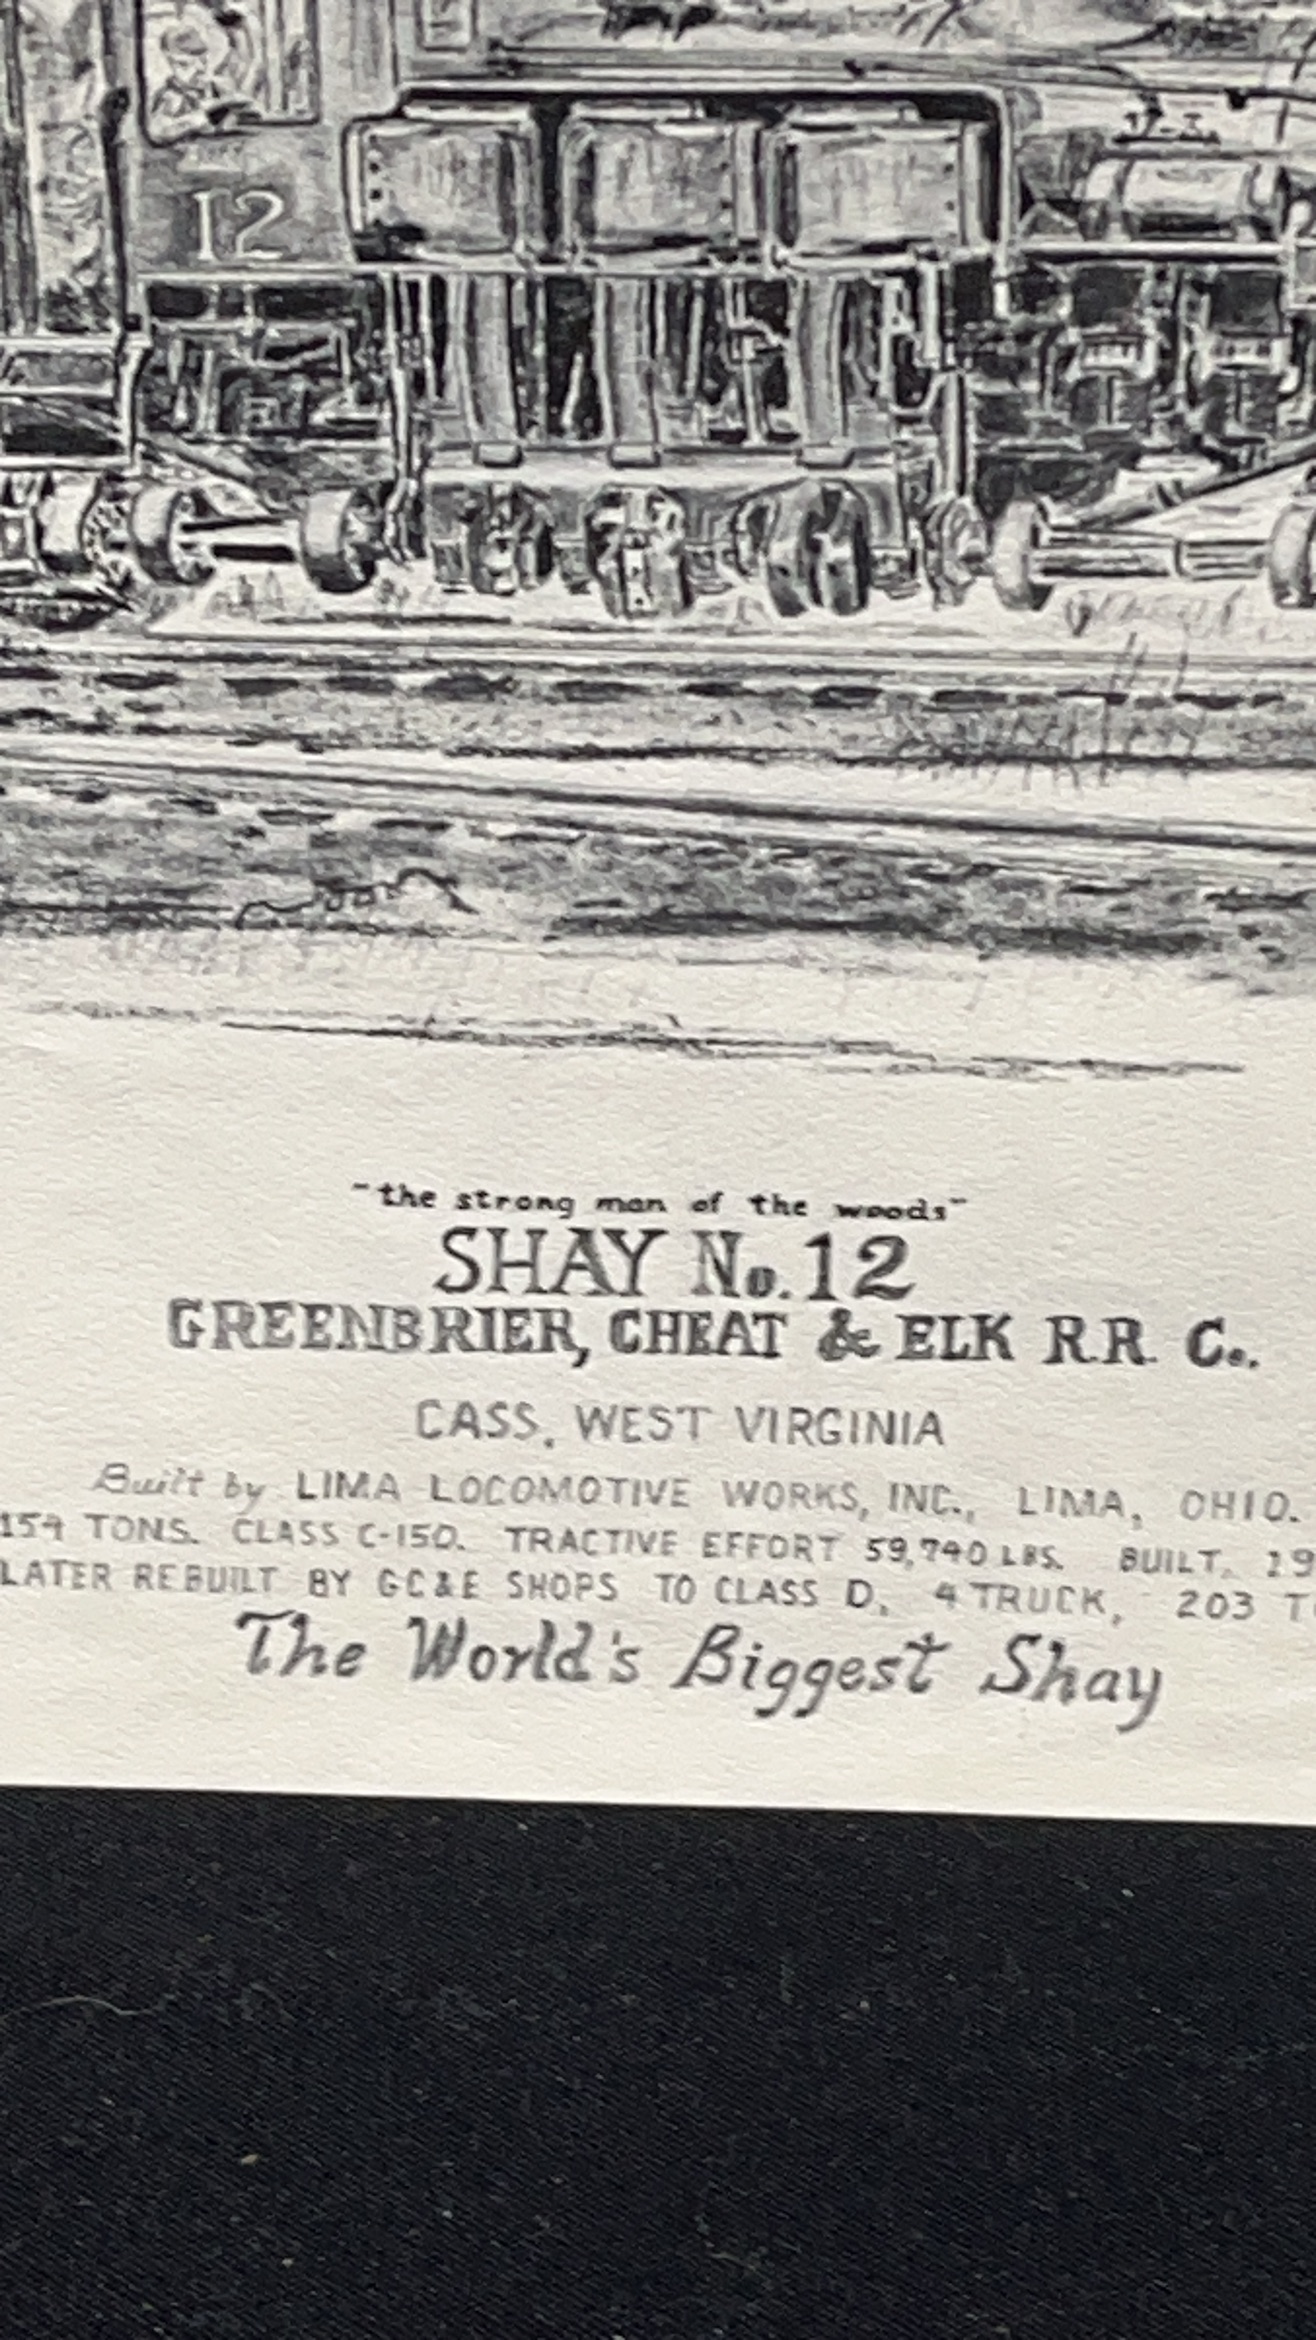 12
"the strong man of the woods"
SHAY No. 12
GREENBRIER, CHEAT & ELK R.R. Co.
CASS, WEST VIRGINIA
Built by LIMA LOCOMOTIVE WORKS, INC., LIMA, OHIO.
154 TONS. CLASS C-150. TRACTIVE EFFORT 59,740 LBS. BUILT, 19
LATER REBUILT BY GC&E SHOPS TO CLASS D, 4 TRUCK, 203 T
The World's Biggest Shay